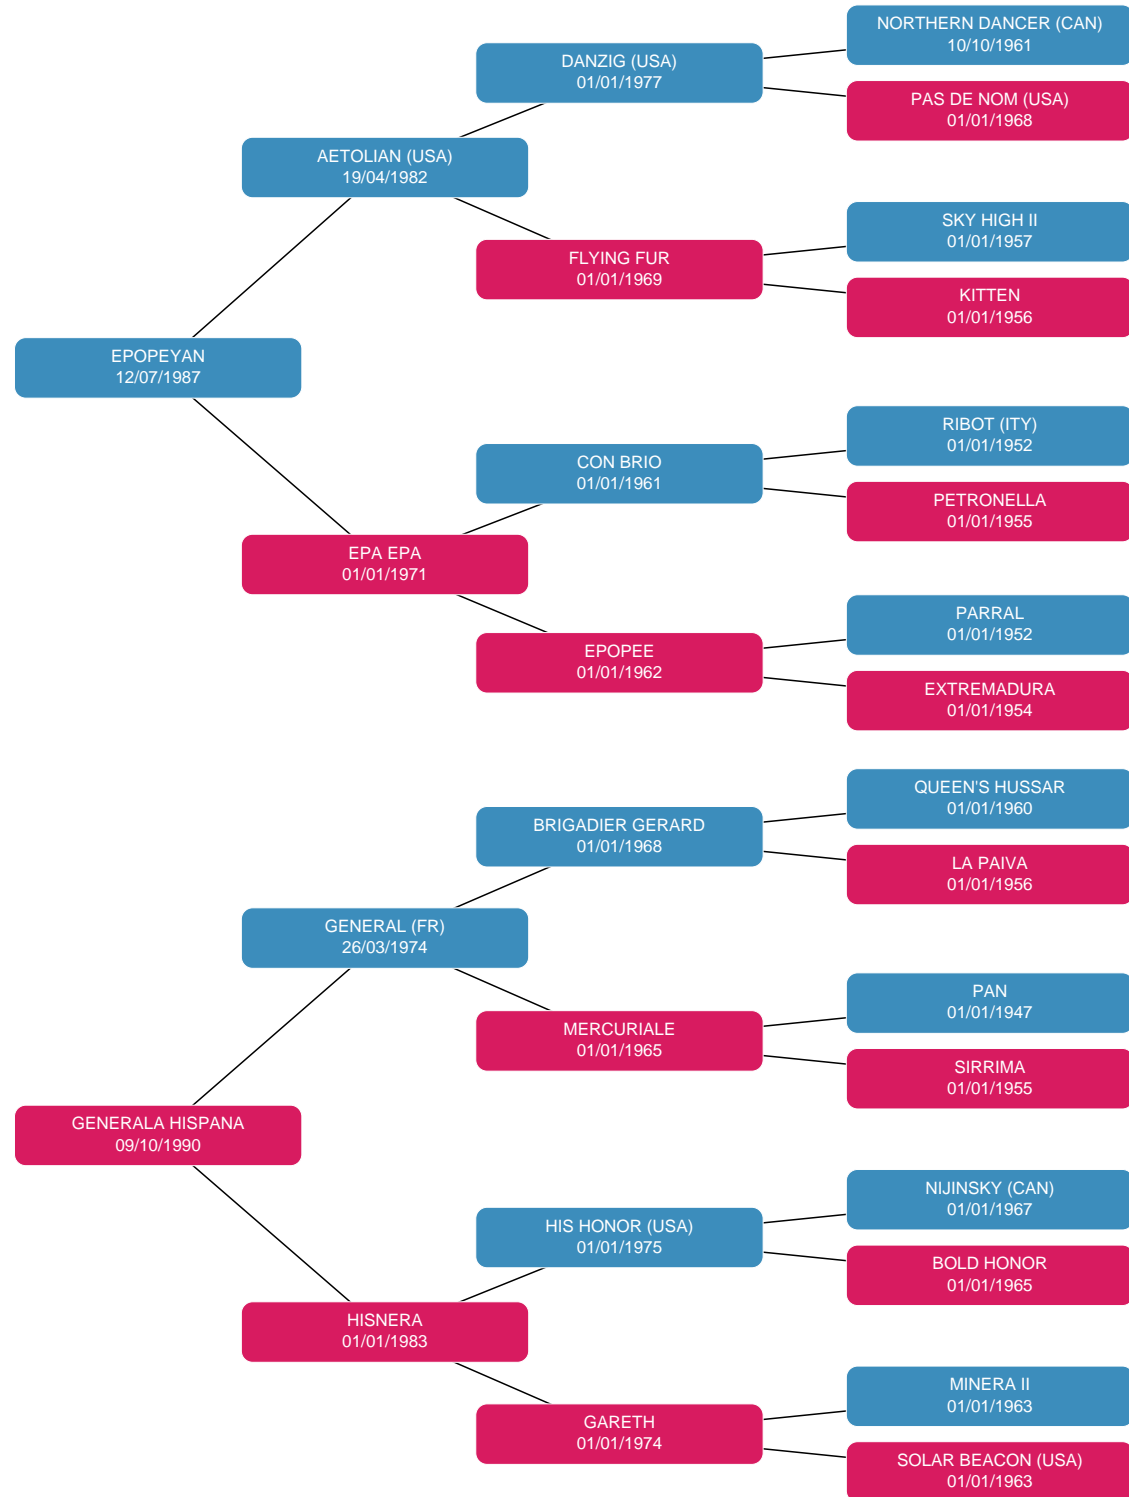 NORTHERN DANCER (CAN)
10/10/1961
DANZIG (USA)
01/01/1977
PAS DE NOM (USA)
01/01/1968
AETOLIAN (USA)
19/04/1982
SKY HIGH II
01/01/1957
FLYING FUR
01/01/1969
KITTEN
01/01/1956
EPOPEYAN
12/07/1987
RIBOT (ITY)
01/01/1952
CON BRIO
01/01/1961
PETRONELLA
01/01/1955
EPA EPA
01/01/1971
PARRAL
01/01/1952
EPOPEE
01/01/1962
EXTREMADURA
01/01/1954
QUEEN'S HUSSAR
01/01/1960
BRIGADIER GERARD
01/01/1968
LA PAIVA
01/01/1956
GENERAL (FR)
26/03/1974
PAN
01/01/1947
MERCURIALE
01/01/1965
SIRRIMA
01/01/1955
GENERALA HISPANA
09/10/1990
NIJINSKY (CAN)
01/01/1967
HIS HONOR (USA)
01/01/1975
BOLD HONOR
01/01/1965
HISNERA
01/01/1983
MINERA II
01/01/1963
GARETH
01/01/1974
SOLAR BEACON (USA)
01/01/1963